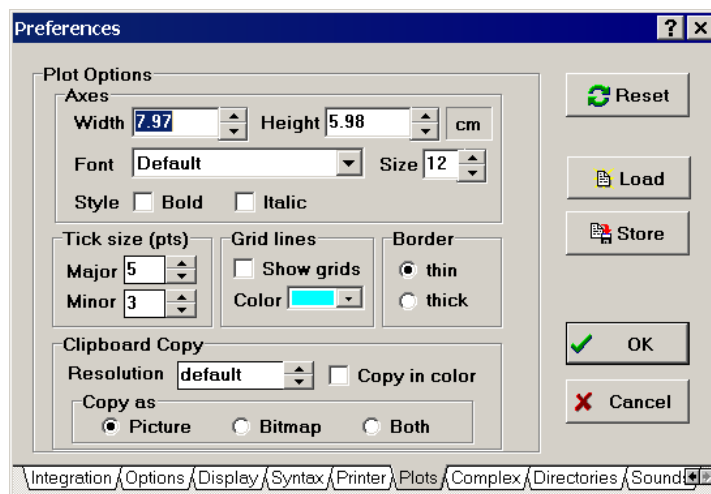 Preferences
Plot Options
Axes
Width 7.97 Height 5.98 cm
Font Default Size 12
Style Bold Italic
Tick size (pts)
Major 5
Minor 3
Grid lines
Show grids
Color
Border
thin
thick
Clipboard Copy
Resolution default Copy in color
Copy as
Picture Bitmap Both
Reset
Load
Store
OK
Cancel
Integration Options Display Syntax Printer Plots Complex Directories Sound